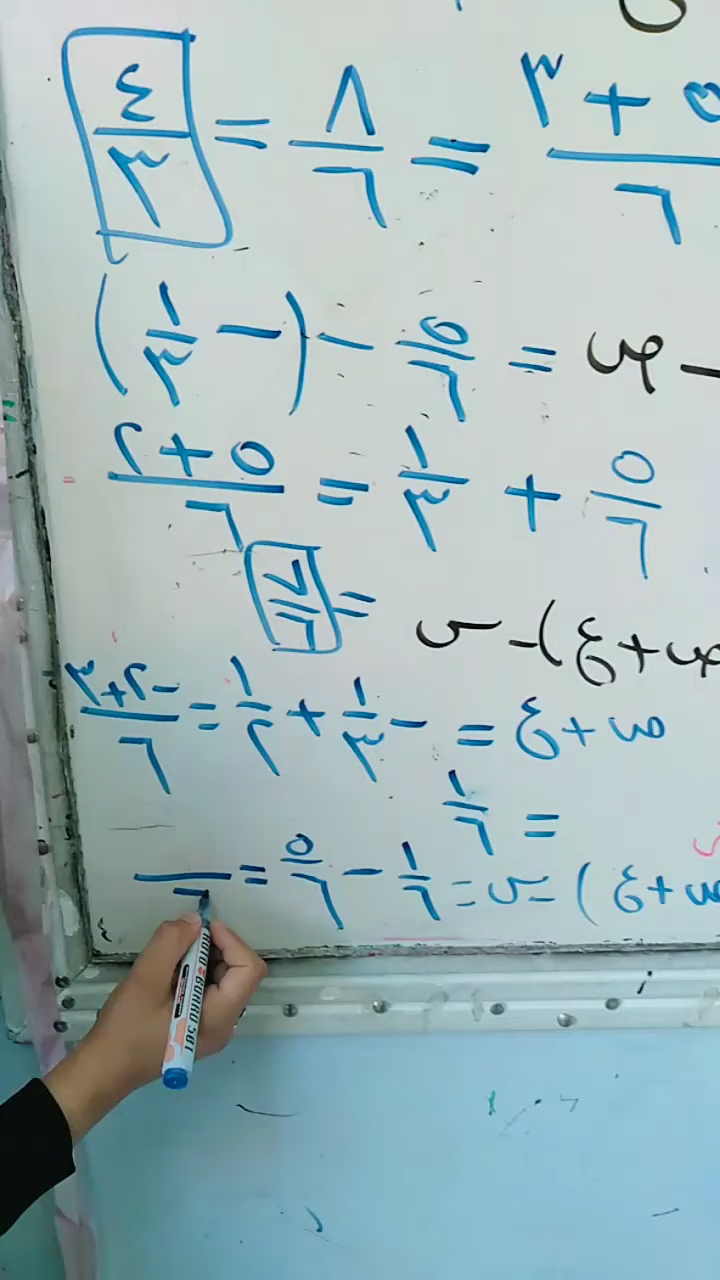 ٥ + ٣/٦ = ٨/٦ = ٤/٣
- س = ٥/٦ - (- ١/٣)
٥/٦ + ١/٣ = ٥ + ٢/٦
= ٧/٦
س + ع) - ص
س + ع = - ١/٣ + ١/٢ = -٢+٣/٦
= ١/٦
س + ع) - ص = ١/٦ - ٥/٦ =